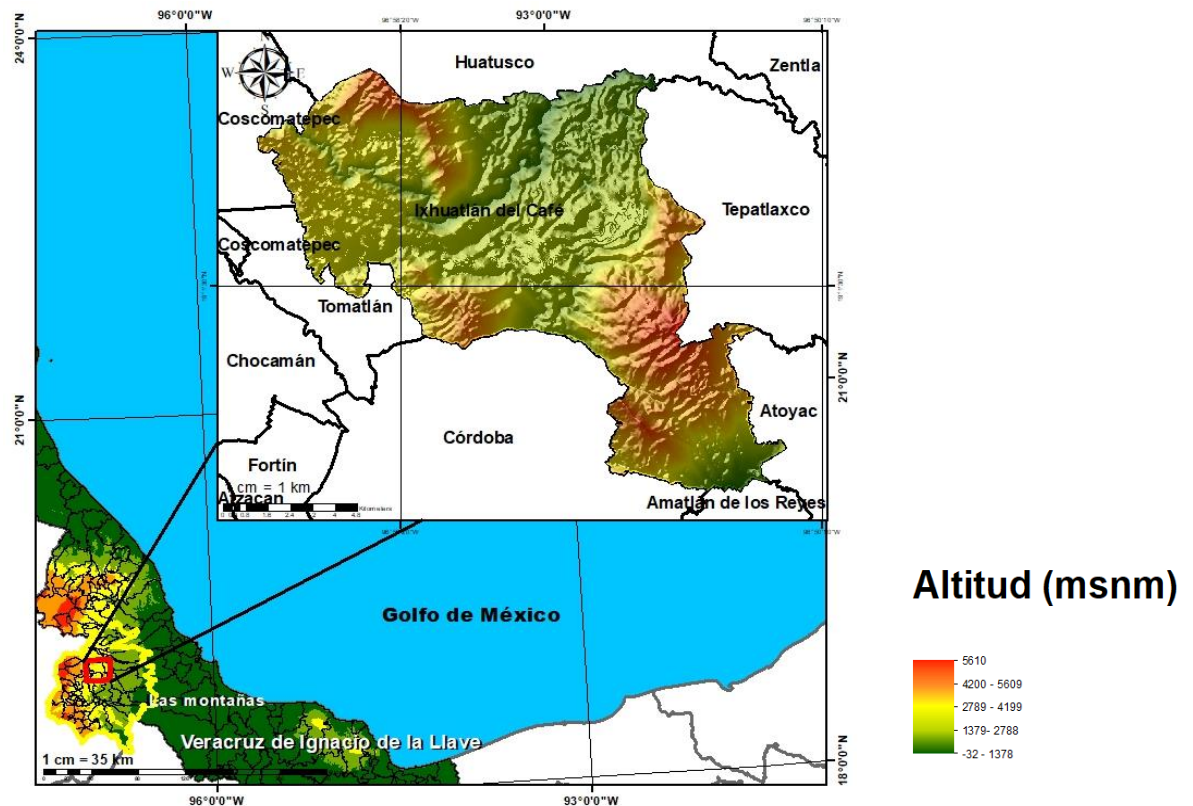 96°0'0"W
93°0'0"W
24°0'0"N
N
W
E
S
Huatusco
Zentla
Coscomatepec
Ixhuatlán del Café
Tepatlaxco
Coscomatepec
Tomatlán
Chocamán
21°0'0"N
21°0'0"N
Atoyac
Córdoba
Fortín
cm = 1 km
Atzacan
Kilometers
Amatlán de los Reyes
Golfo de México
Las montañas
Veracruz de Ignacio de la Llave
1 cm = 35 km
18°0'0"N
96°0'0"W
93°0'0"W
Altitud (msnm)
5610
4200 - 5609
2789 - 4199
1379- 2788
-32 - 1378